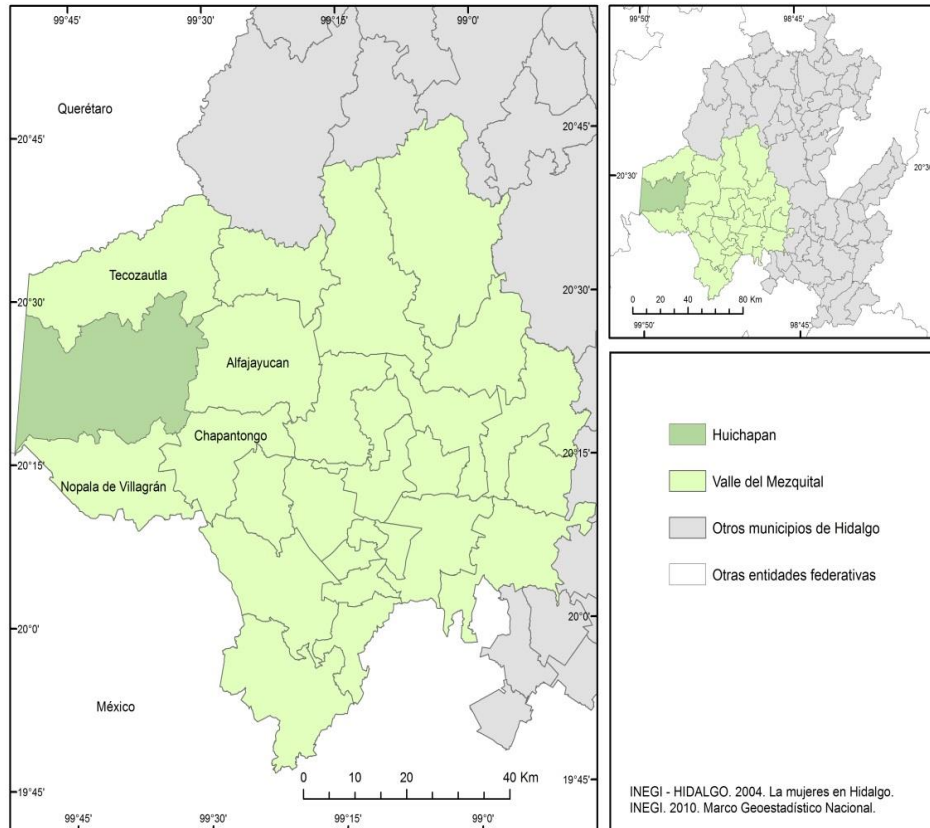 99°45'
99°30'
99°15'
99°0'
Querétaro
20°45'
20°45'
Tecozautla
20°30'
20°30'
Alfajayucan
Chapantongo
20°15'
20°15'
Nopala de Villagrán
20°0'
20°0'
México
0 10 20 40 Km
19°45'
19°45'
99°45'
99°30'
99°15'
99°0'
99°50'
98°45'
20°30'
20°30'
0 20 40 80 Km
99°50'
98°45'
Huichapan
Valle del Mezquital
Otros municipios de Hidalgo
Otras entidades federativas
INEGI - HIDALGO. 2004. La mujeres en Hidalgo.
INEGI. 2010. Marco Geoestadístico Nacional.